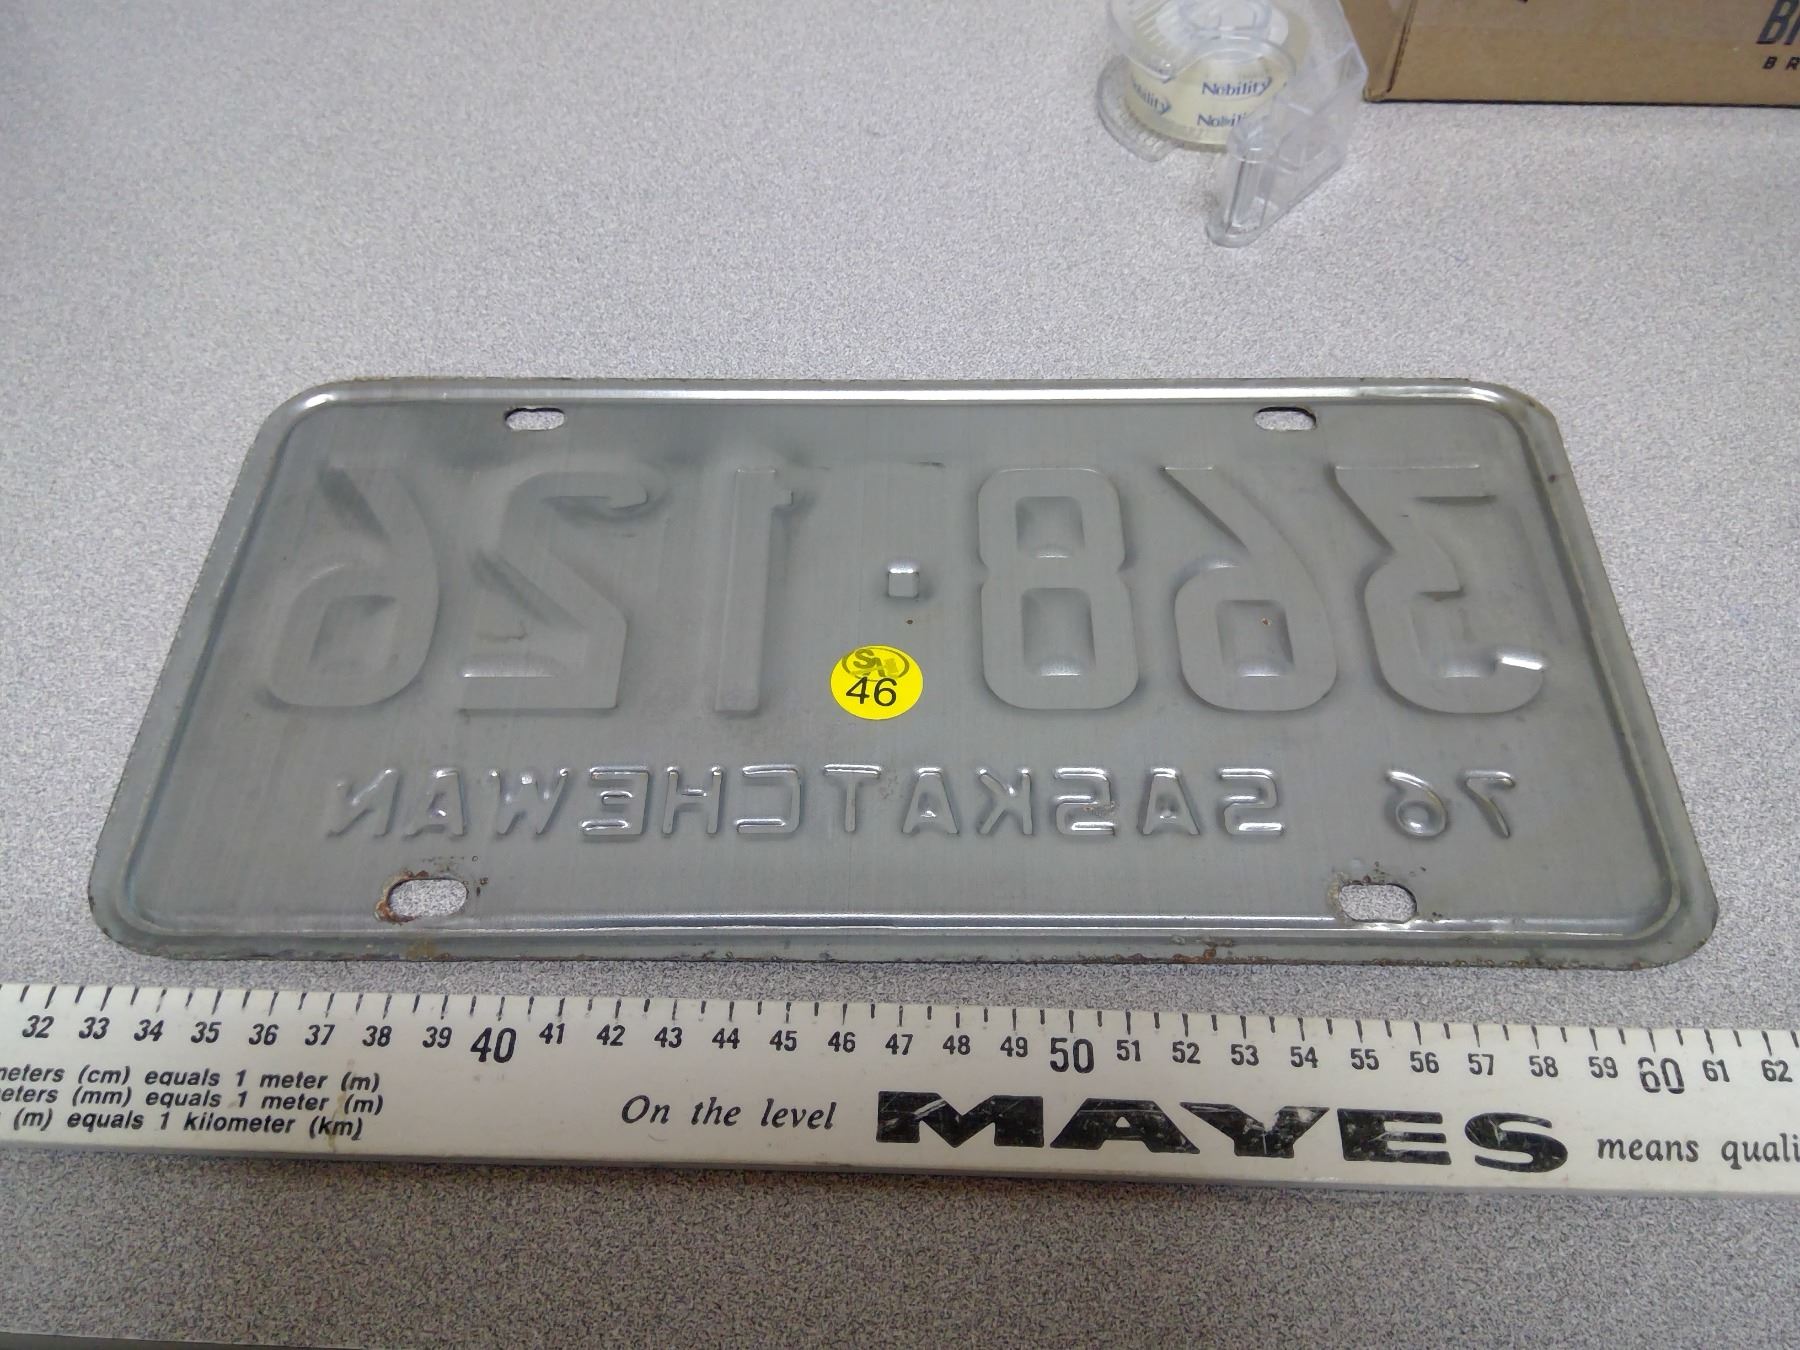 Nobility
Nobili
368·126
46
76 SASKATCHEWAN
32 33 34 35 36 37 38 39 40 41 42 43 44 45 46 47 48 49 50 51 52 53 54 55 56 57 58 59 60 61 62
meters (cm) equals 1 meter (m)
meters (mm) equals 1 meter (m)
(m) equals 1 kilometer (km)
On the level MAYES means quali